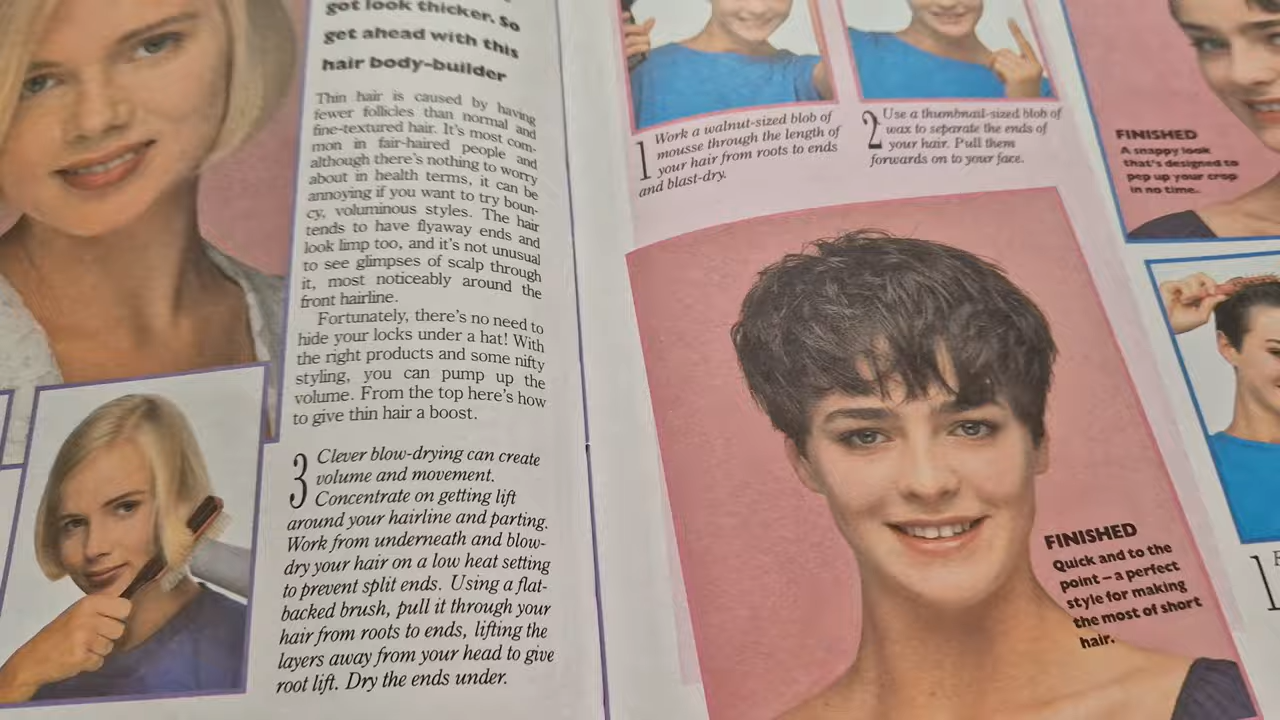 got look thicker. So
get ahead with this
hair body-builder
Thin hair is caused by having
fewer follicles than normal and
fine-textured hair. It's most com-
mon in fair-haired people and
although there's nothing to worry
about in health terms, it can be
annoying if you want to try boun-
cy, voluminous styles. The hair
tends to have flyaway ends and
look limp too, and it's not unusual
to see glimpses of scalp through
it, most noticeably around the
front hairline.
Fortunately, there's no need to
hide your locks under a hat! With
the right products and some nifty
styling, you can pump up the
volume. From the top here's how
to give thin hair a boost.
3 Clever blow-drying can create
volume and movement.
Concentrate on getting lift
around your hairline and parting.
Work from underneath and blow-
dry your hair on a low heat setting
to prevent split ends. Using a flat-
backed brush, pull it through your
hair from roots to ends, lifting the
layers away from your head to give
root lift. Dry the ends under.
1 Work a walnut-sized blob of
mousse through the length of
your hair from roots to ends
and blast-dry.
2 Use a thumbnail-sized blob of
wax to separate the ends of
your hair. Pull them
forwards on to your face.
FINISHED
A snappy look
that's designed to
pep up your crop
in no time.
FINISHED
Quick and to the
point – a perfect
style for making
the most of short
hair.
1